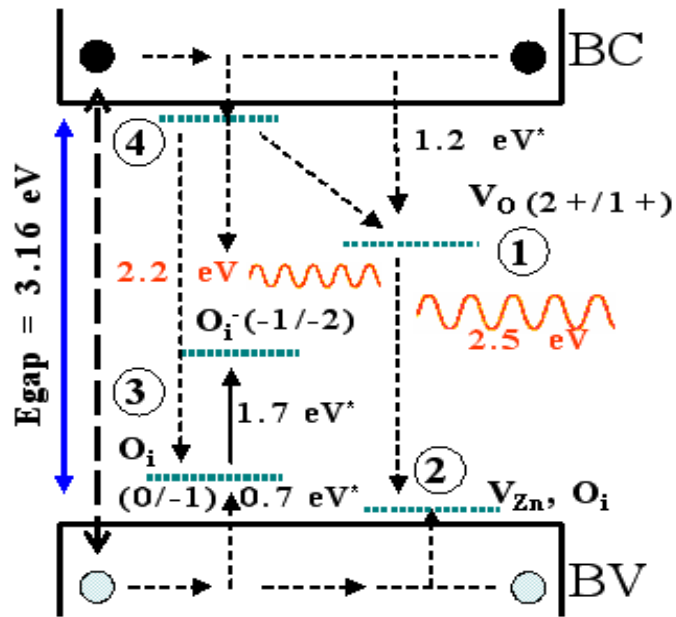 BC
4
1.2 eV*
V_O (2+/1+)
1
Egap = 3.16 eV
2.2 eV
O_i^-(-1/-2)
2.5 eV
3
1.7 eV*
O_i
2
(0/-1) 0.7 eV*
V_Zn, O_i
BV